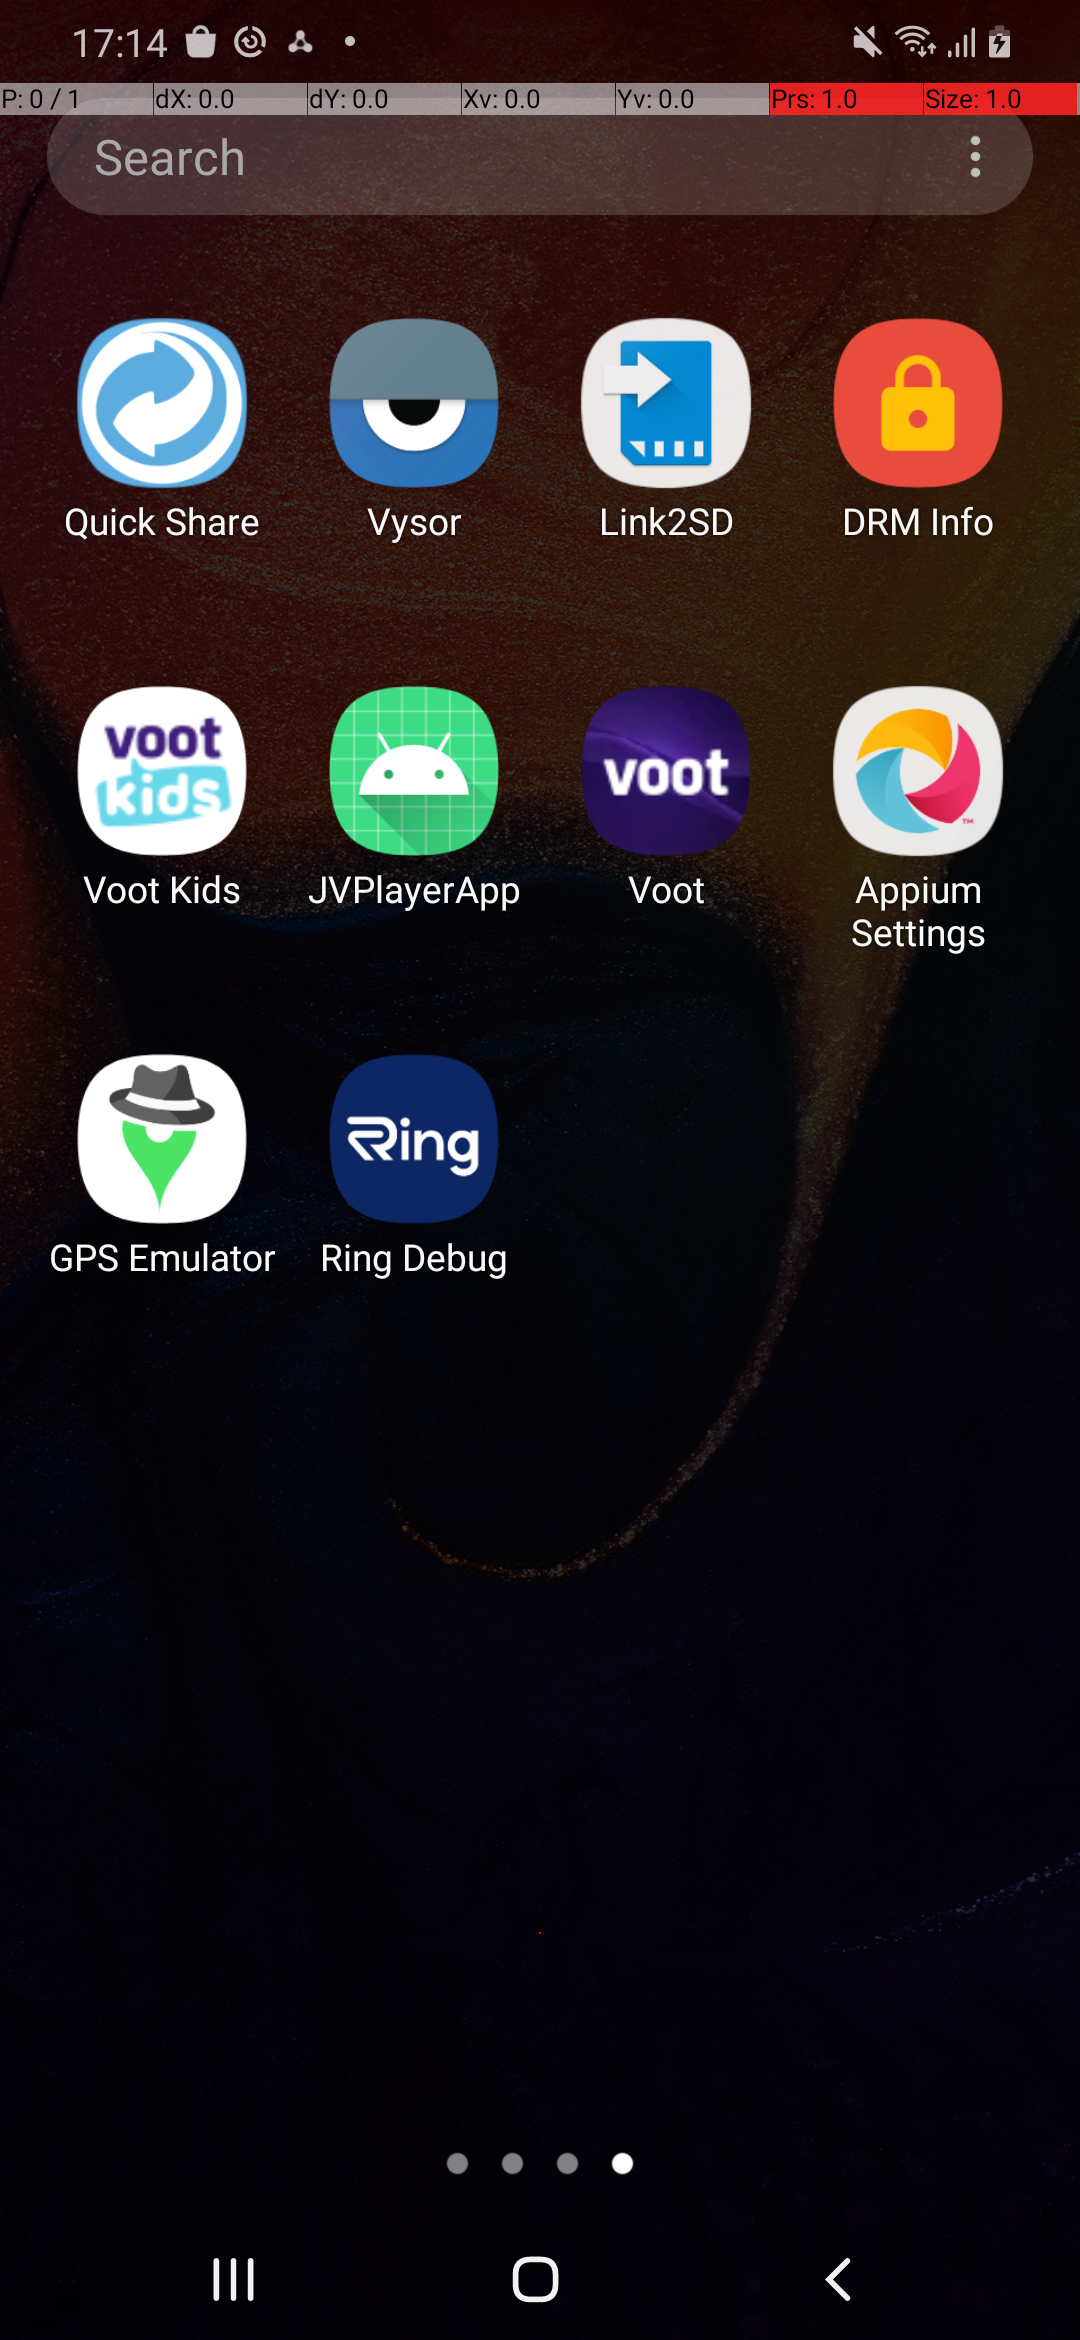 17:14
P: 0 / 1 dX: 0.0 dY: 0.0 Xv: 0.0 Yv: 0.0 Prs: 1.0 Size: 1.0
Search
Quick Share Vysor Link2SD DRM Info
voot
kids
voot
TM
Voot Kids JVPlayerApp Voot Appium
Settings
Ring
GPS Emulator Ring Debug